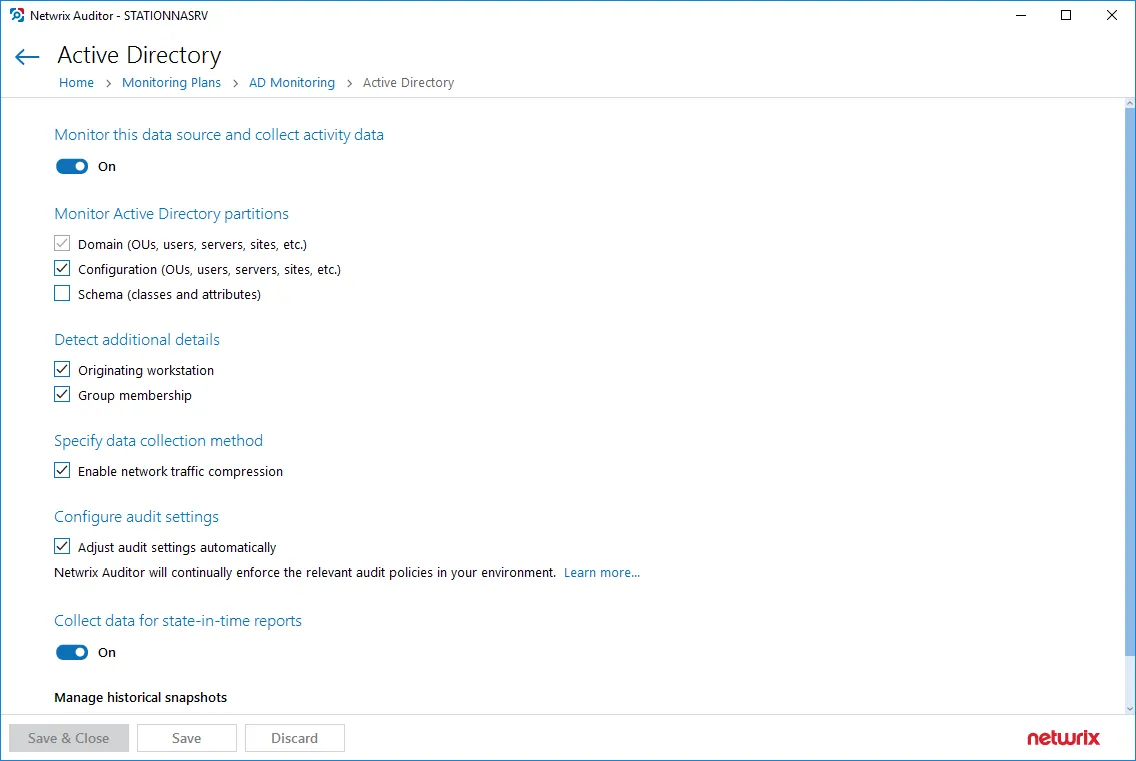 Netwrix Auditor - STATIONNASRV
Active Directory
Home > Monitoring Plans > AD Monitoring > Active Directory
Monitor this data source and collect activity data
On
Monitor Active Directory partitions
Domain (OUs, users, servers, sites, etc.)
Configuration (OUs, users, servers, sites, etc.)
Schema (classes and attributes)
Detect additional details
Originating workstation
Group membership
Specify data collection method
Enable network traffic compression
Configure audit settings
Adjust audit settings automatically
Netwrix Auditor will continually enforce the relevant audit policies in your environment. Learn more...
Collect data for state-in-time reports
On
Manage historical snapshots
Save & Close Save Discard netwrix